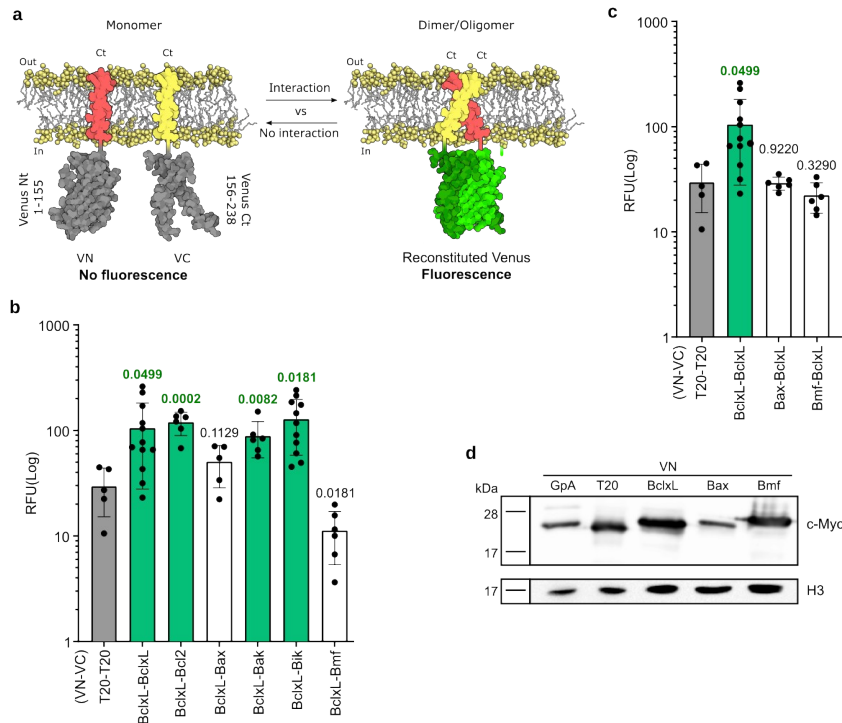 a
Monomer
Dimer/Oligomer
Ct
Ct
Ct
Ct
Out
In
Interaction
vs
No interaction
Out
In
Venus Nt
1-155
Venus Ct
156-238
VN
VC
No fluorescence
Reconstituted Venus
Fluorescence
b
RFU(Log)
1000
100
10
1
0.0499
0.0002
0.1129
0.0082
0.0181
0.0181
(VN-VC)
T20-T20
BclxL-BclxL
BclxL-Bcl2
BclxL-Bax
BclxL-Bak
BclxL-Bik
BclxL-Bmf
c
RFU(Log)
1000
100
10
1
0.0499
0.9220
0.3290
(VN-VC)
T20-T20
BclxL-BclxL
Bax-BclxL
Bmf-BclxL
d
VN
kDa
GpA
T20
BclxL
Bax
Bmf
28
17
c-Myc
17
H3